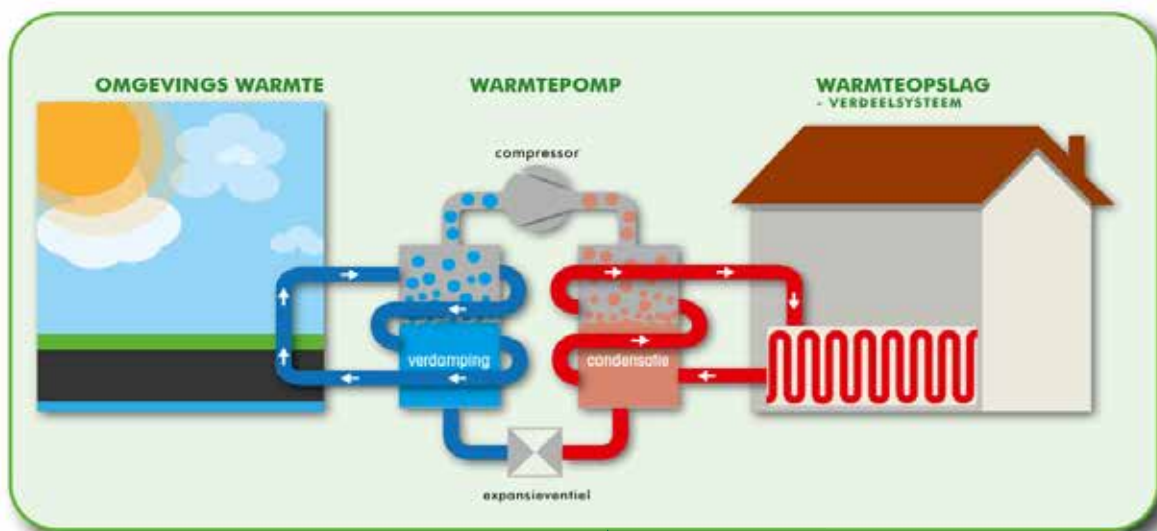 OMGEVINGS WARMTE
WARMTEPOMP
WARMTEOPSLAG
- VERDEELSYSTEEM
compressor
verdamping
condensatie
expansieventiel